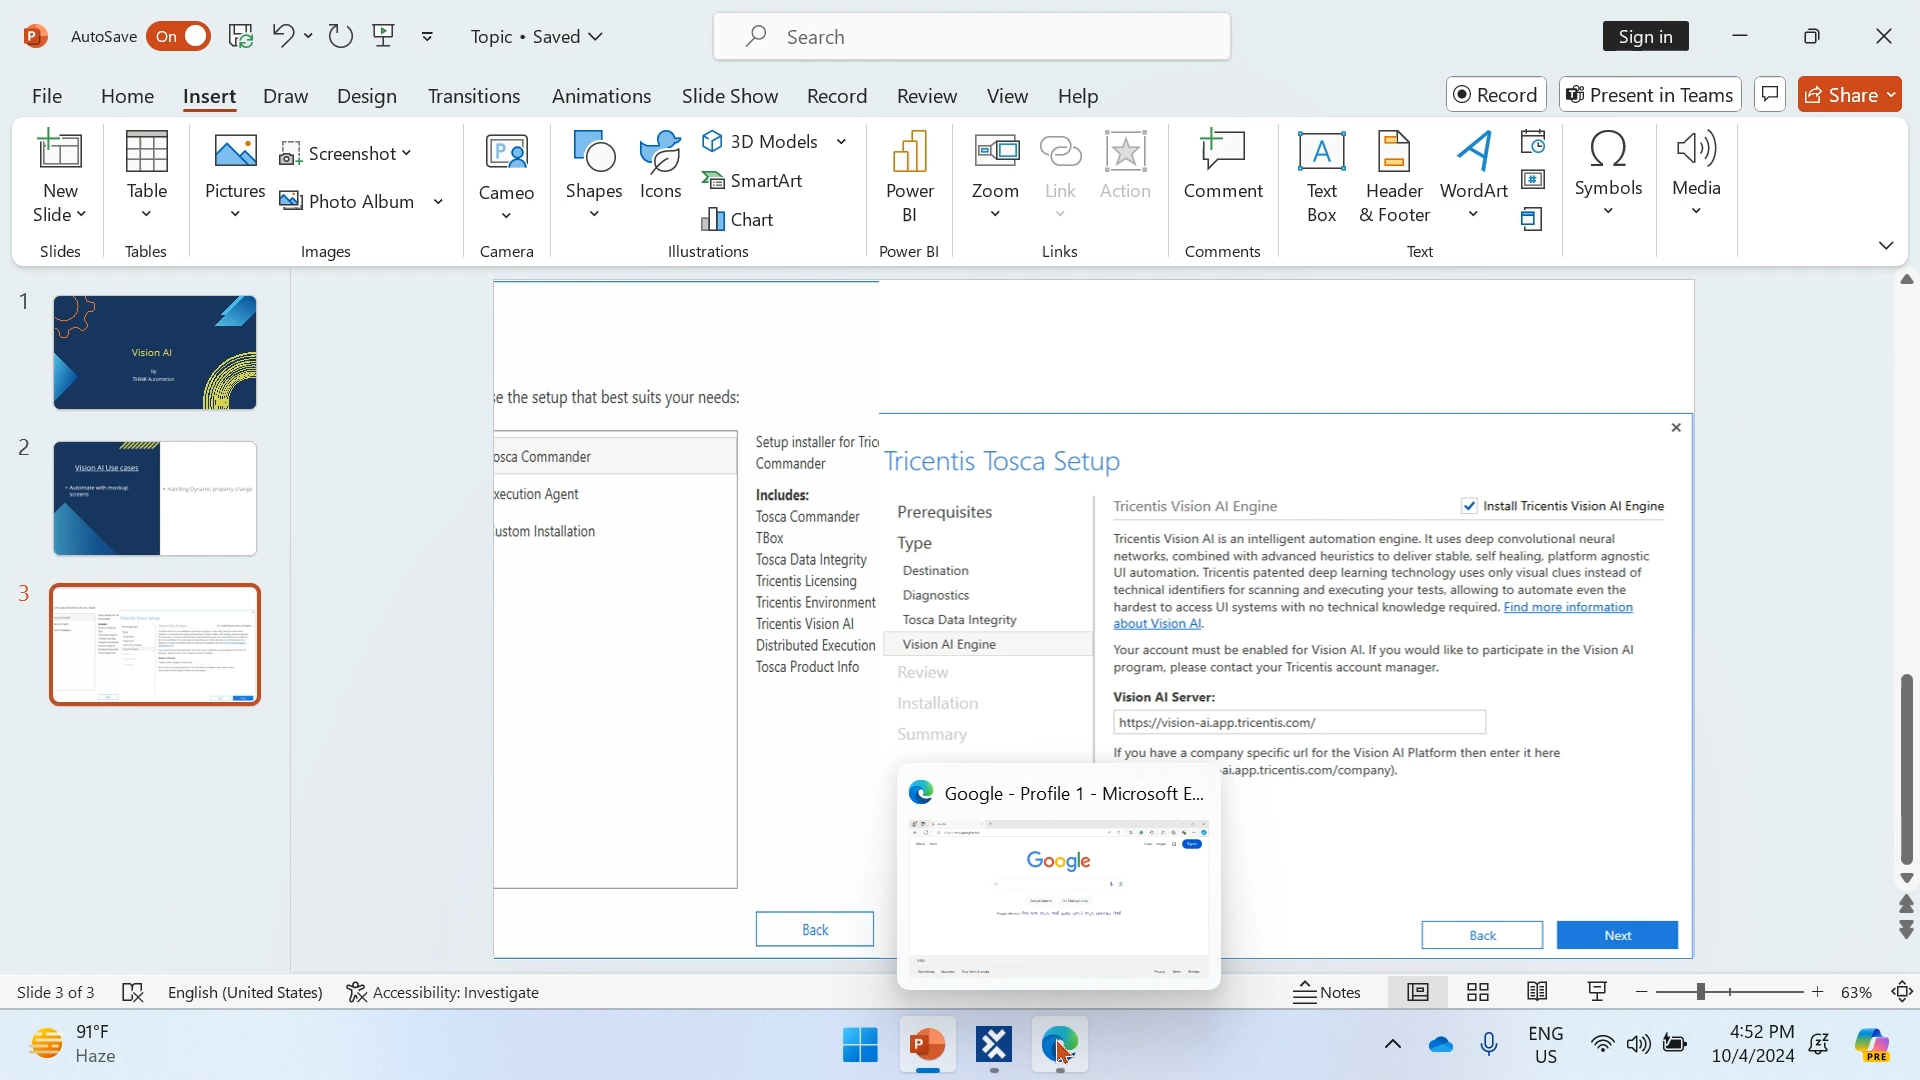 AutoSave
On
Topic • Saved
Search
Sign in
File
Home
Insert
Draw
Design
Transitions
Animations
Slide Show
Record
Review
View
Help
Record
Present in Teams
Share
New
Slide
Slides
Table
Tables
Pictures
Screenshot
Photo Album
Images
Cameo
Camera
Shapes
Icons
3D Models
SmartArt
Chart
Illustrations
Power
BI
Power BI
Zoom
Link
Action
Links
Comment
Comments
Text
Box
Header
& Footer
WordArt
Text
Symbols
Media
1
Vision AI
by
THINK Automation
2
Vision AI Use cases
• Automate with mockup
screens
• Handling Dynamic property change
3
se the setup that best suits your needs:
osca Commander
xecution Agent
ustom Installation
Setup installer for Tric
Commander
Includes:
Tosca Commander
TBox
Tosca Data Integrity
Tricentis Licensing
Tricentis Environment
Tricentis Vision AI
Distributed Execution
Tosca Product Info
Back
Tricentis Tosca Setup
Prerequisites
Type
Destination
Diagnostics
Tosca Data Integrity
Vision AI Engine
Review
Installation
Summary
Tricentis Vision AI Engine
Install Tricentis Vision AI Engine
Tricentis Vision AI is an intelligent automation engine. It uses deep convolutional neural
networks, combined with advanced heuristics to deliver stable, self healing, platform agnostic
UI automation. Tricentis patented deep learning technology uses only visual clues instead of
technical identifiers for scanning and executing your tests, allowing to automate even the
hardest to access UI systems with no technical knowledge required. Find more information
about Vision AI.
Your account must be enabled for Vision AI. If you would like to participate in the Vision AI
program, please contact your Tricentis account manager.
Vision AI Server:
https://vision-ai.app.tricentis.com/
If you have a company specific url for the Vision AI Platform then enter it here
-ai.app.tricentis.com/company).
Back
Next
Google - Profile 1 - Microsoft E...
Google
Slide 3 of 3
English (United States)
Accessibility: Investigate
Notes
63%
91°F
Haze
ENG
US
4:52 PM
10/4/2024
PRE